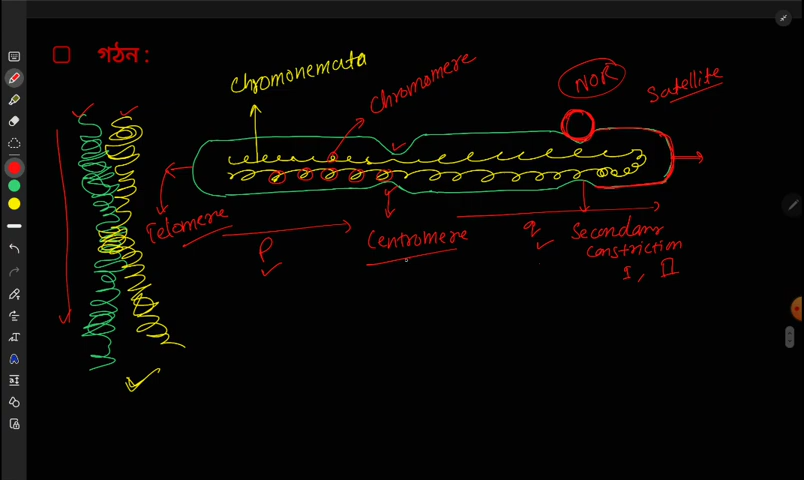 গঠন:
Chromonemata
Chromomere
NOR
Satellite
Telomere
P
Centromere
q
Secondary
constriction
I, II